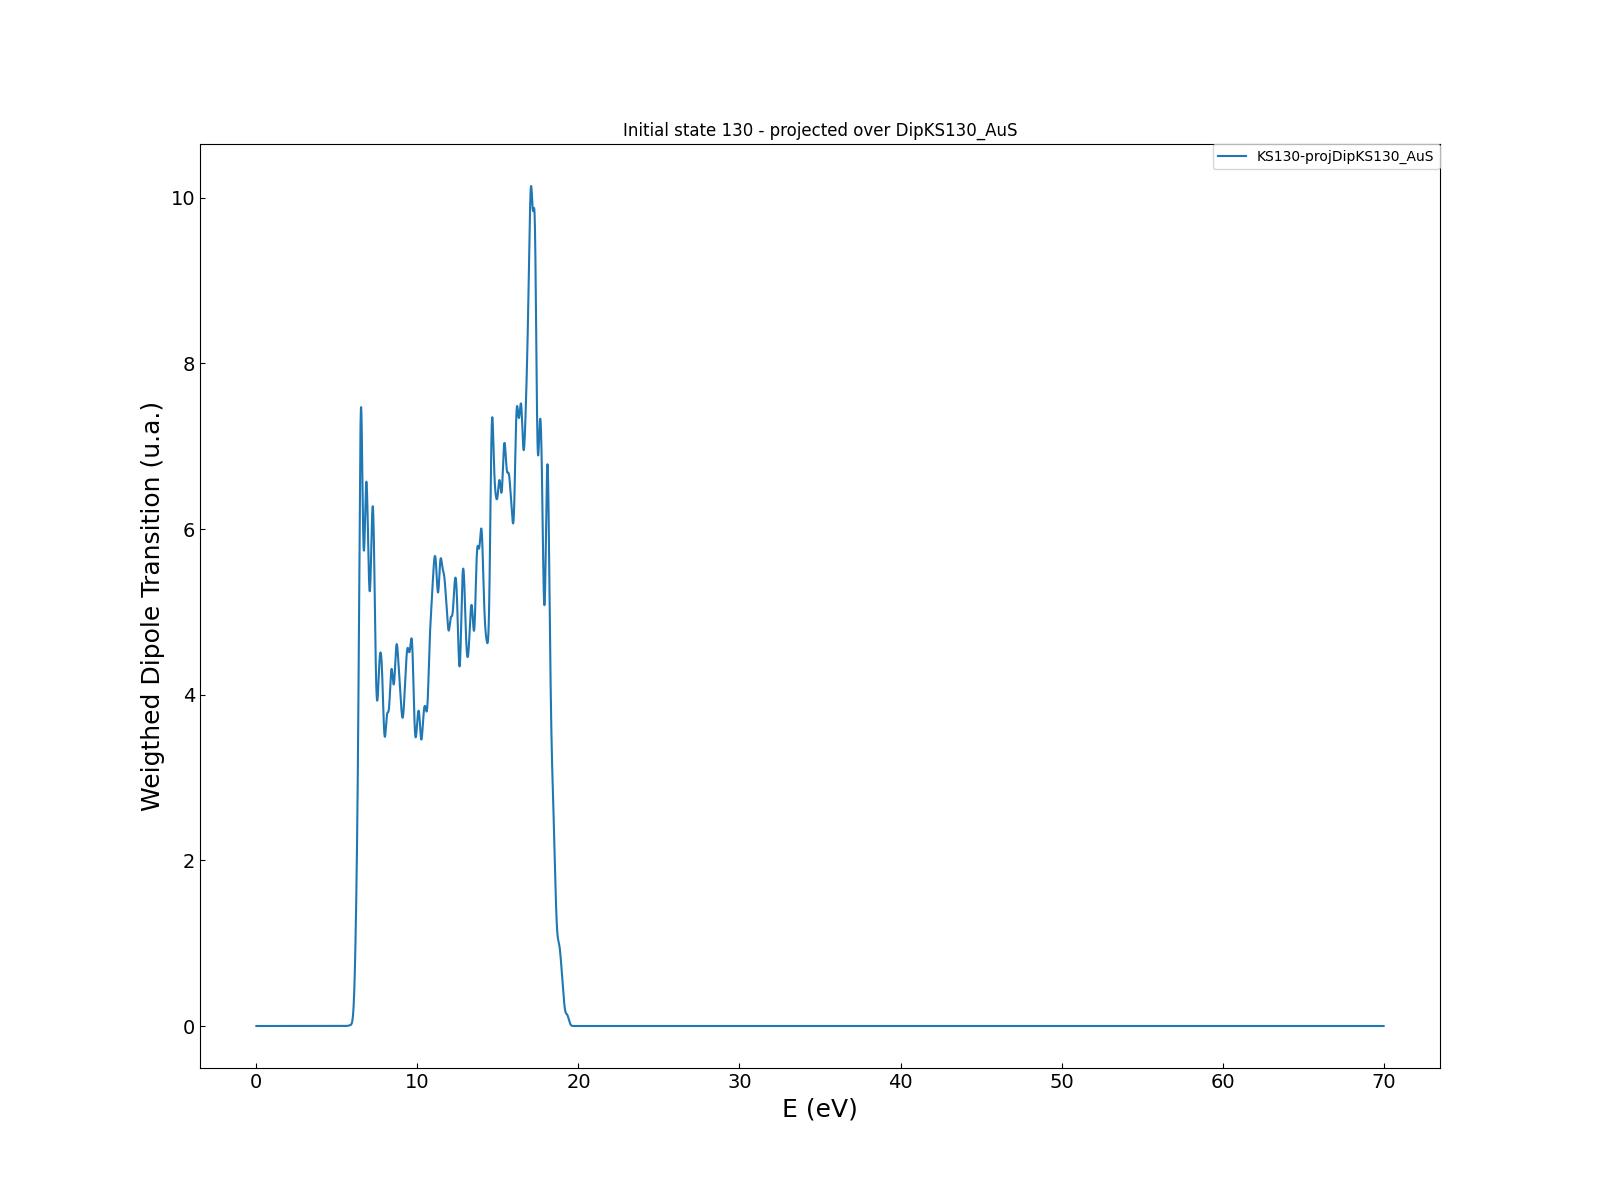 Initial state 130 - projected over DipKS130_AuS
KS130-projDipKS130_AuS
10
8
6
4
2
0
Weigthed Dipole Transition (u.a.)
0 10 20 30 40 50 60 70
E (eV)